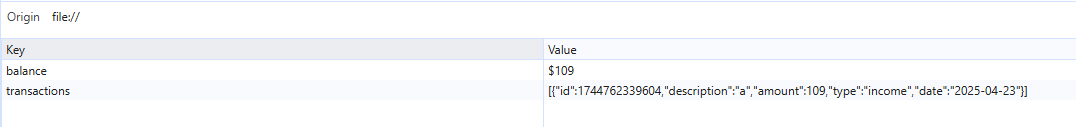 Origin file://
Key Value
balance $109
transactions [{"id":1744762339604,"description":"a","amount":109,"type":"income","date":"2025-04-23"}]